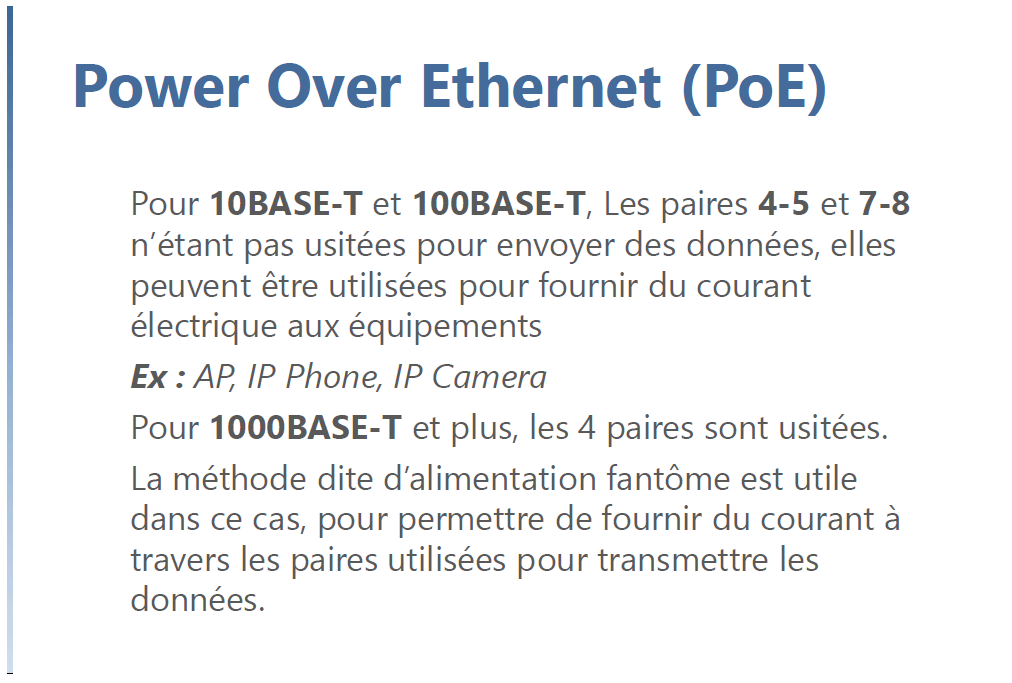 Power Over Ethernet (PoE)
Pour 10BASE-T et 100BASE-T, Les paires 4-5 et 7-8
n’étant pas usitées pour envoyer des données, elles
peuvent être utilisées pour fournir du courant
électrique aux équipements
Ex : AP, IP Phone, IP Camera
Pour 1000BASE-T et plus, les 4 paires sont usitées.
La méthode dite d’alimentation fantôme est utile
dans ce cas, pour permettre de fournir du courant à
travers les paires utilisées pour transmettre les
données.